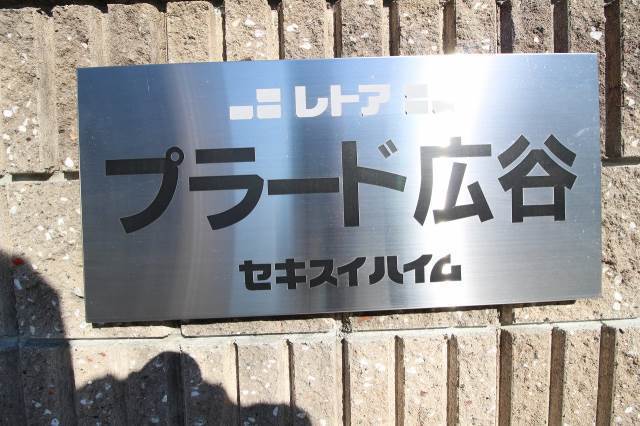 レトア
プラード広谷
セキスイハイム